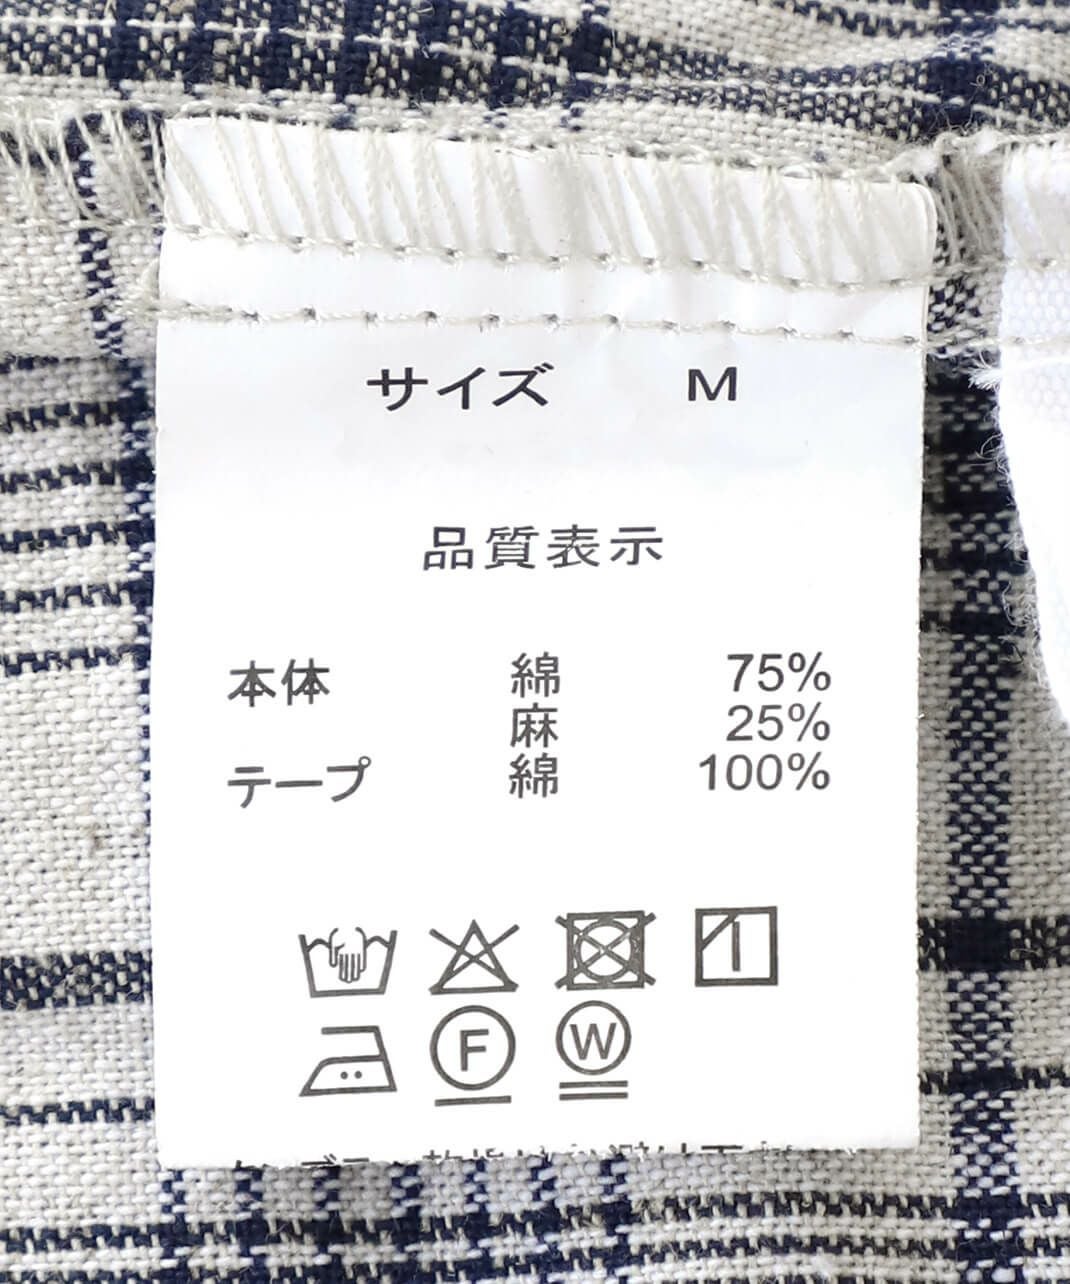 サイズ M
品質表示
本体 綿 75%
麻 25%
テープ 綿 100%
F W